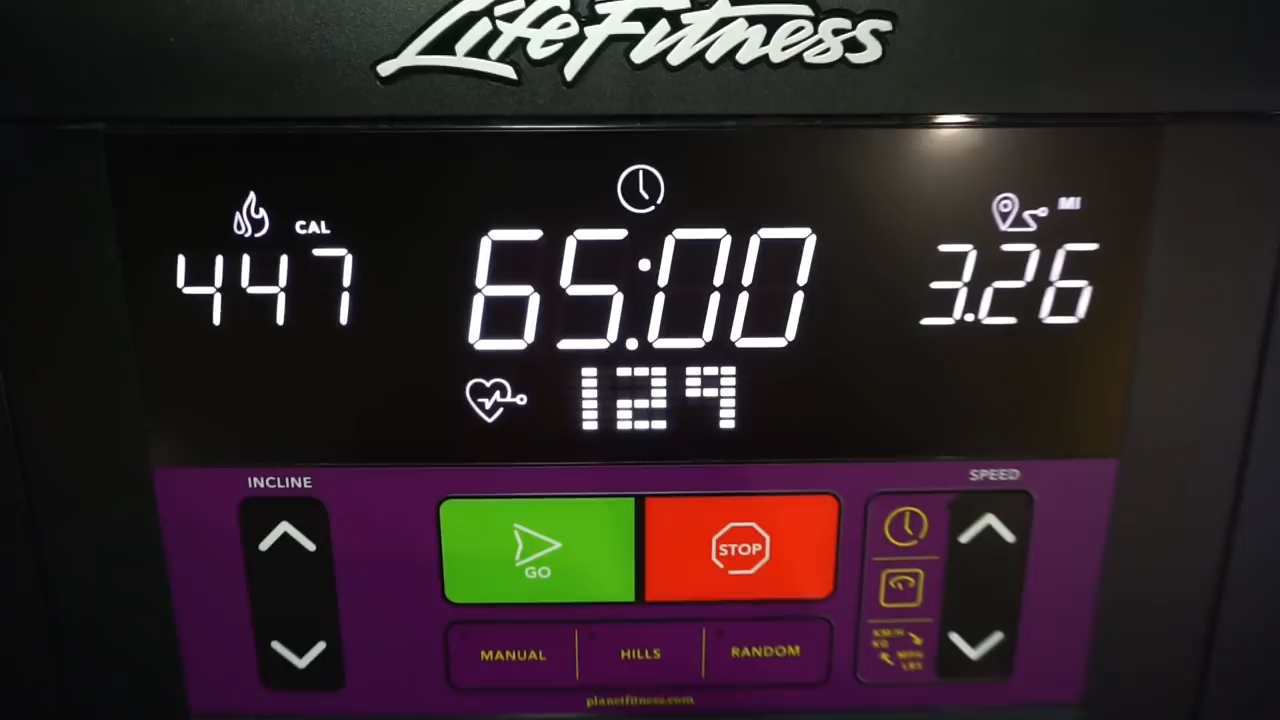 LifeFitness
CAL
MI
447
65:00
3.26
129
INCLINE
SPEED
GO
STOP
KM/H
KG
MPH
LBS
MANUAL
HILLS
RANDOM
planetfitness.com